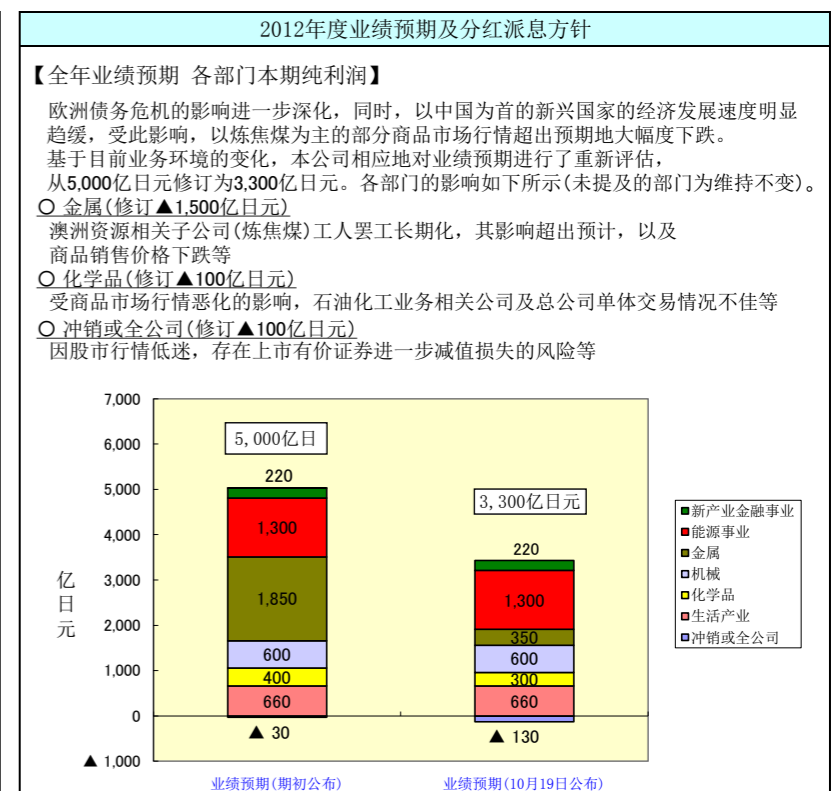 2012年度业绩预期及分红派息方针
【全年业绩预期 各部门本期纯利润】
欧洲债务危机的影响进一步深化，同时，以中国为首的新兴国家的经济发展速度明显
趋缓，受此影响，以炼焦煤为主的部分商品市场行情超出预期地大幅度下跌。
基于目前业务环境的变化，本公司相应地对业绩预期进行了重新评估，
从5,000亿日元修订为3,300亿日元。各部门的影响如下所示(未提及的部门为维持不变)。
○ 金属(修订▲1,500亿日元)
澳洲资源相关子公司(炼焦煤)工人罢工长期化，其影响超出预计，以及
商品销售价格下跌等
○ 化学品(修订▲100亿日元)
受商品市场行情恶化的影响，石油化工业务相关公司及总公司单体交易情况不佳等
○ 冲销或全公司(修订▲100亿日元)
因股市行情低迷，存在上市有价证券进一步减值损失的风险等
亿日元
7,000
6,000
5,000
4,000
3,000
2,000
1,000
0
▲ 1,000
5,000亿日
220
1,300
1,850
600
400
660
▲ 30
业绩预期(期初公布)
3,300亿日元
220
1,300
350
600
300
660
▲ 130
业绩预期(10月19日公布)
新产业金融事业
能源事业
金属
机械
化学品
生活产业
冲销或全公司